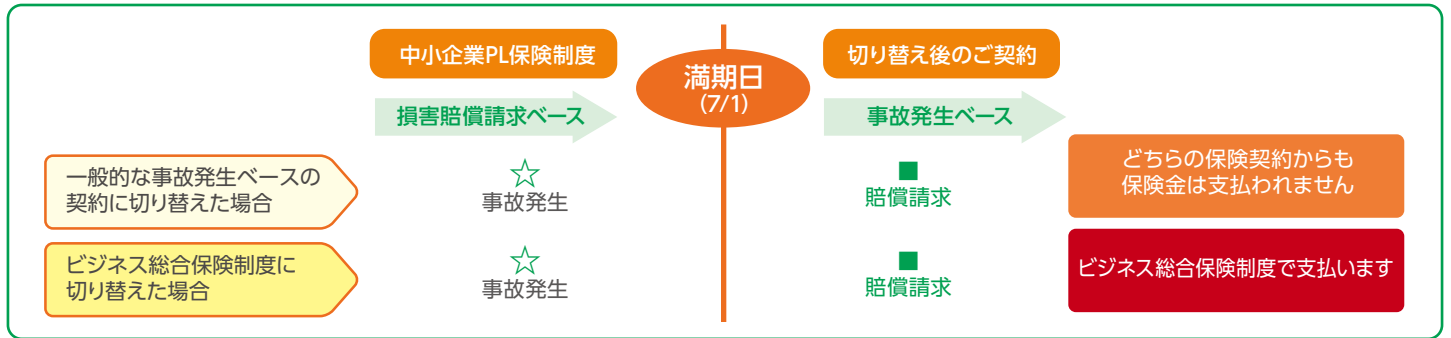 中小企業PL保険制度
満期日
(7/1)
切り替え後のご契約
損害賠償請求ベース
事故発生ベース
一般的な事故発生ベースの
契約に切り替えた場合
☆
事故発生
■
賠償請求
どちらの保険契約からも
保険金は支払われません
ビジネス総合保険制度に
切り替えた場合
☆
事故発生
■
賠償請求
ビジネス総合保険制度で支払います